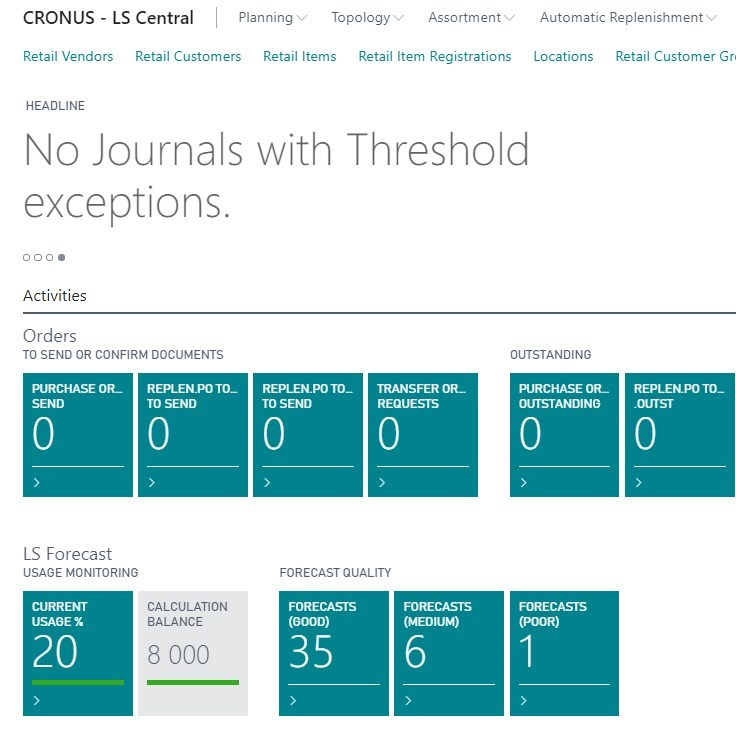 CRONUS - LS Central Planning Topology Assortment Automatic Replenishment
Retail Vendors Retail Customers Retail Items Retail Item Registrations Locations Retail Customer Gr
HEADLINE
No Journals with Threshold
exceptions.
Activities
Orders
TO SEND OR CONFIRM DOCUMENTS OUTSTANDING
PURCHASE OR... REPLEN.PO TO... REPLEN.PO TO... TRANSFER OR... PURCHASE OR... REPLEN.PO TO...
SEND TO SEND TO SEND REQUESTS OUTSTANDING .OUTST
0 0 0 0 0 0
LS Forecast
USAGE MONITORING FORECAST QUALITY
CURRENT CALCULATION FORECASTS FORECASTS FORECASTS
USAGE % BALANCE (GOOD) (MEDIUM) (POOR)
20 8 000 35 6 1